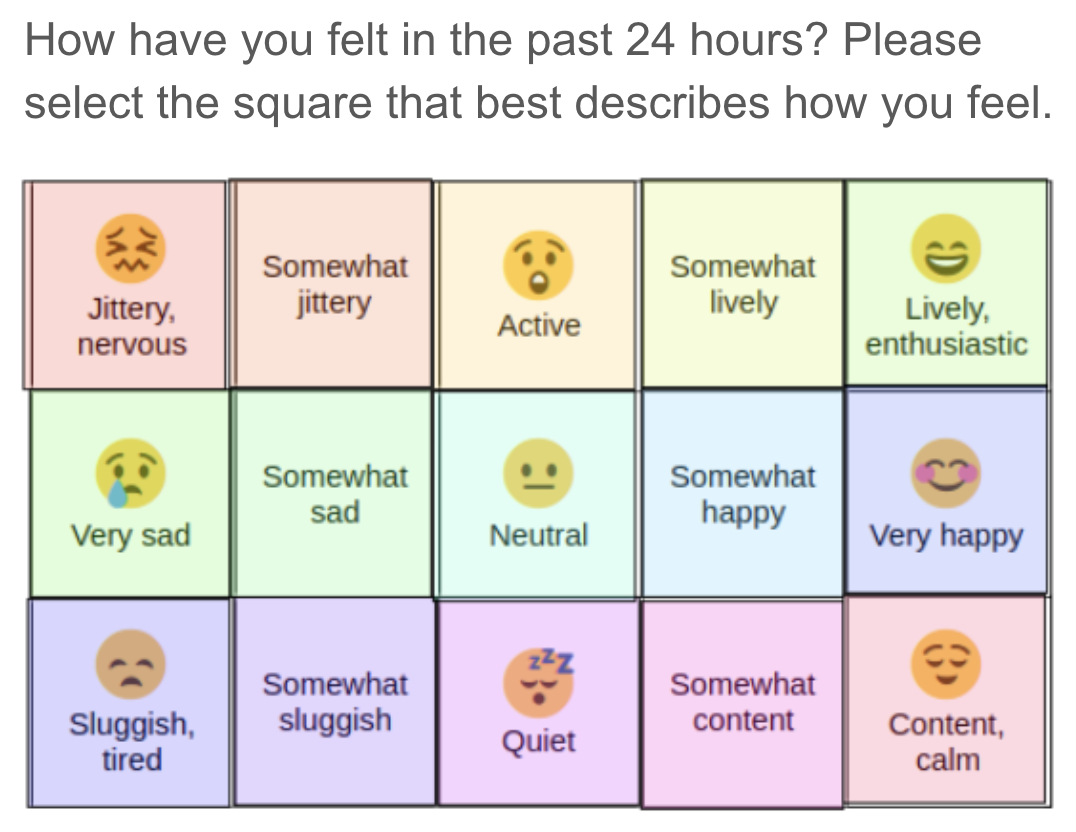 How have you felt in the past 24 hours? Please
select the square that best describes how you feel.
Jittery,
nervous
Somewhat
jittery
Active
Somewhat
lively
Lively,
enthusiastic
Very sad
Somewhat
sad
Neutral
Somewhat
happy
Very happy
Sluggish,
tired
Somewhat
sluggish
zzz
Quiet
Somewhat
content
Content,
calm